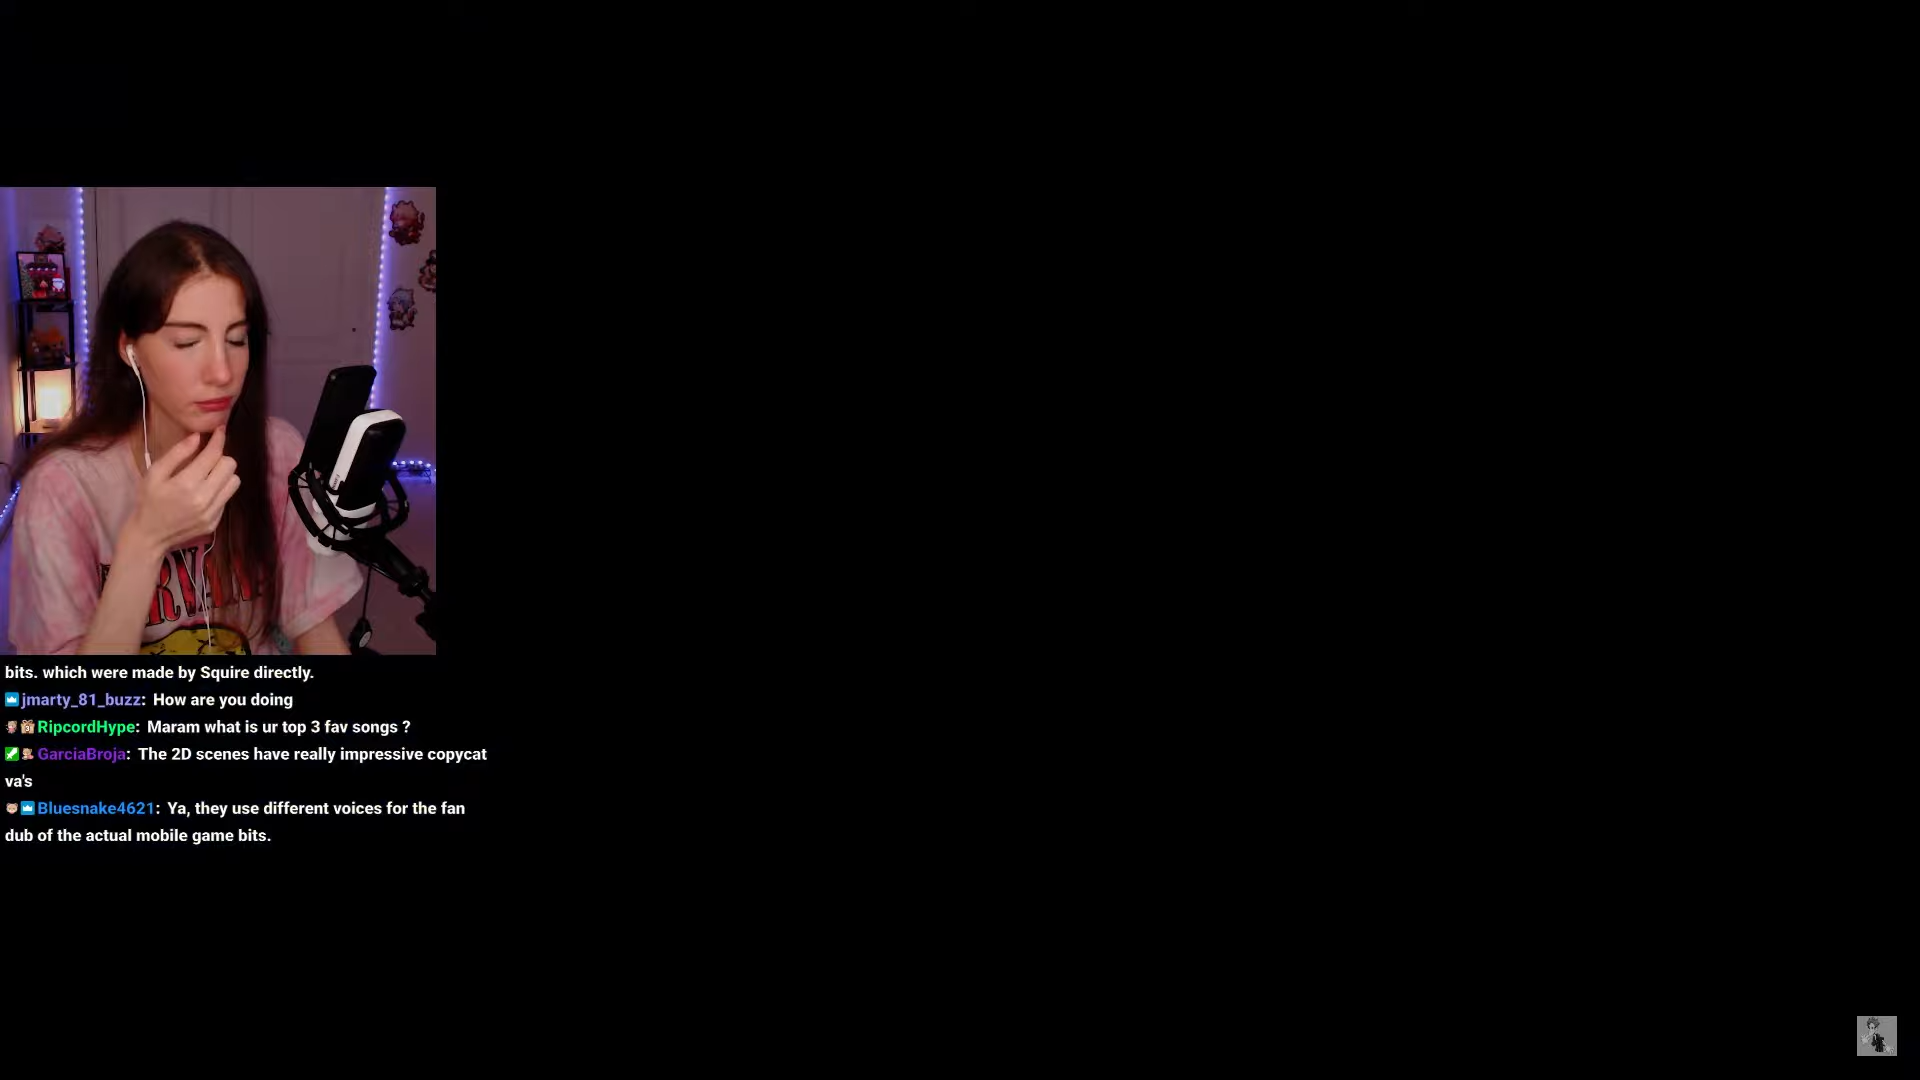 bits. which were made by Squire directly.
jmarty_81_buzz: How are you doing
RipcordHype: Maram what is ur top 3 fav songs ?
GarciaBroja: The 2D scenes have really impressive copycat
va's
Bluesnake4621: Ya, they use different voices for the fan
dub of the actual mobile game bits.